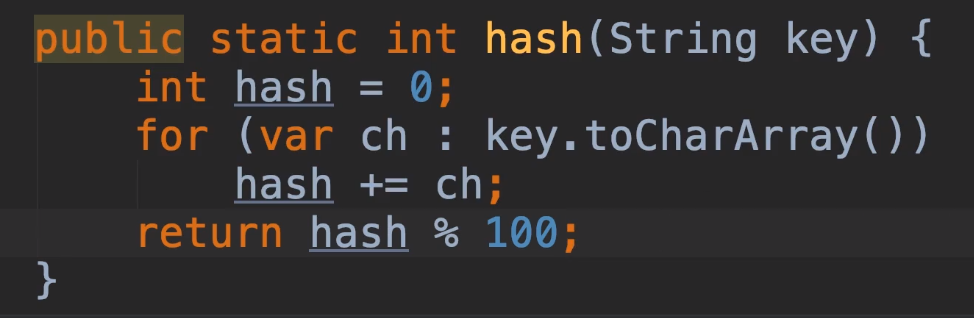 public static int hash(String key) {
    int hash = 0;
    for (var ch : key.toCharArray())
        hash += ch;
    return hash % 100;
}